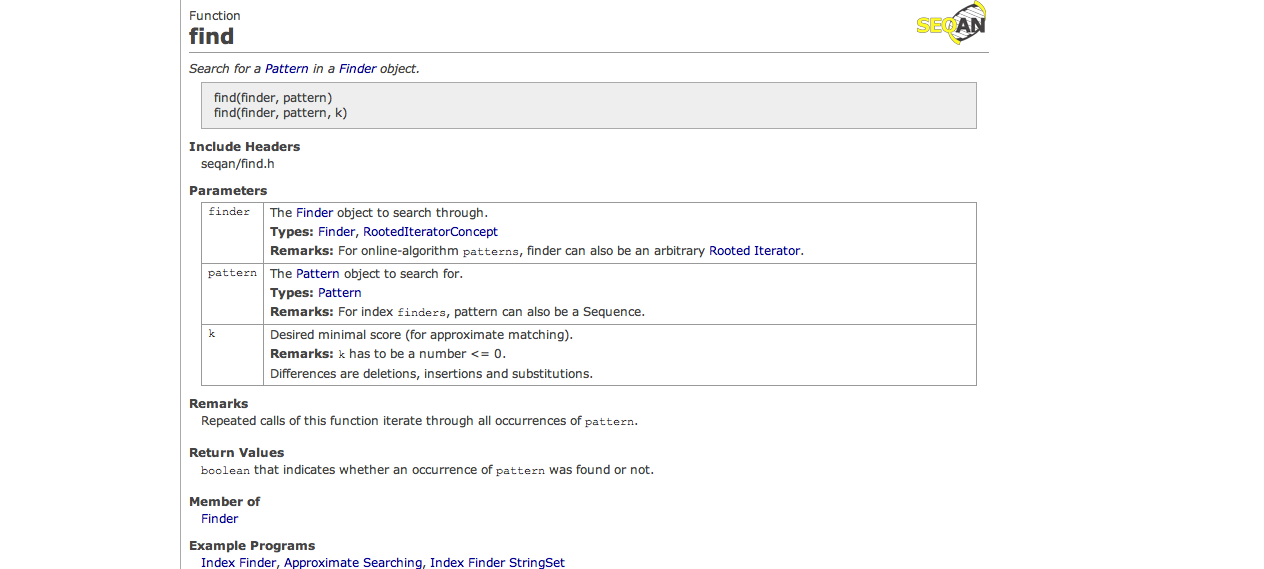 Function
find
SEQAN
Search for a Pattern in a Finder object.
find(finder, pattern)
find(finder, pattern, k)
Include Headers
seqan/find.h
Parameters
finder
The Finder object to search through.
Types: Finder, RootedIteratorConcept
Remarks: For online-algorithm patterns, finder can also be an arbitrary Rooted Iterator.
pattern
The Pattern object to search for.
Types: Pattern
Remarks: For index finders, pattern can also be a Sequence.
k
Desired minimal score (for approximate matching).
Remarks: k has to be a number <= 0.
Differences are deletions, insertions and substitutions.
Remarks
Repeated calls of this function iterate through all occurrences of pattern.
Return Values
boolean that indicates whether an occurrence of pattern was found or not.
Member of
Finder
Example Programs
Index Finder, Approximate Searching, Index Finder StringSet